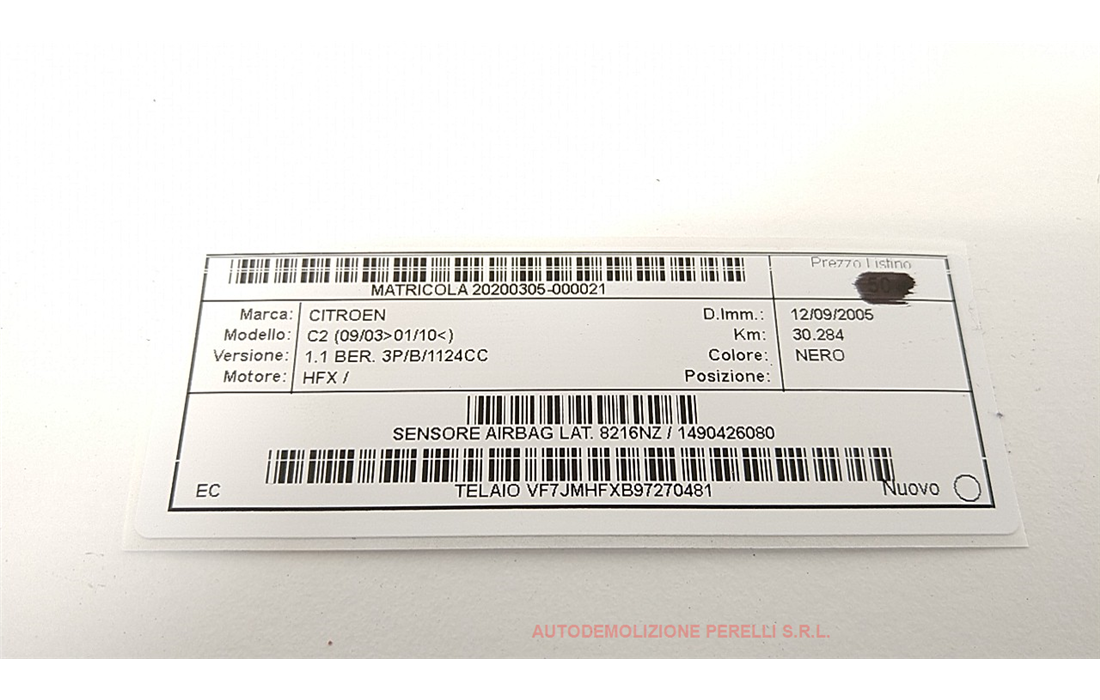 Prezzo Listino
50
MATRICOLA 20200305-000021
Marca: CITROEN D.Imm.: 12/09/2005
Modello: C2 (09/03>01/10<) Km: 30.284
Versione: 1.1 BER. 3P/B/1124CC Colore: NERO
Motore: HFX / Posizione:
SENSORE AIRBAG LAT. 8216NZ / 1490426080
EC TELAIO VF7JMHFXB97270481 Nuovo
AUTODEMOLIZIONE PERELLI S.R.L.